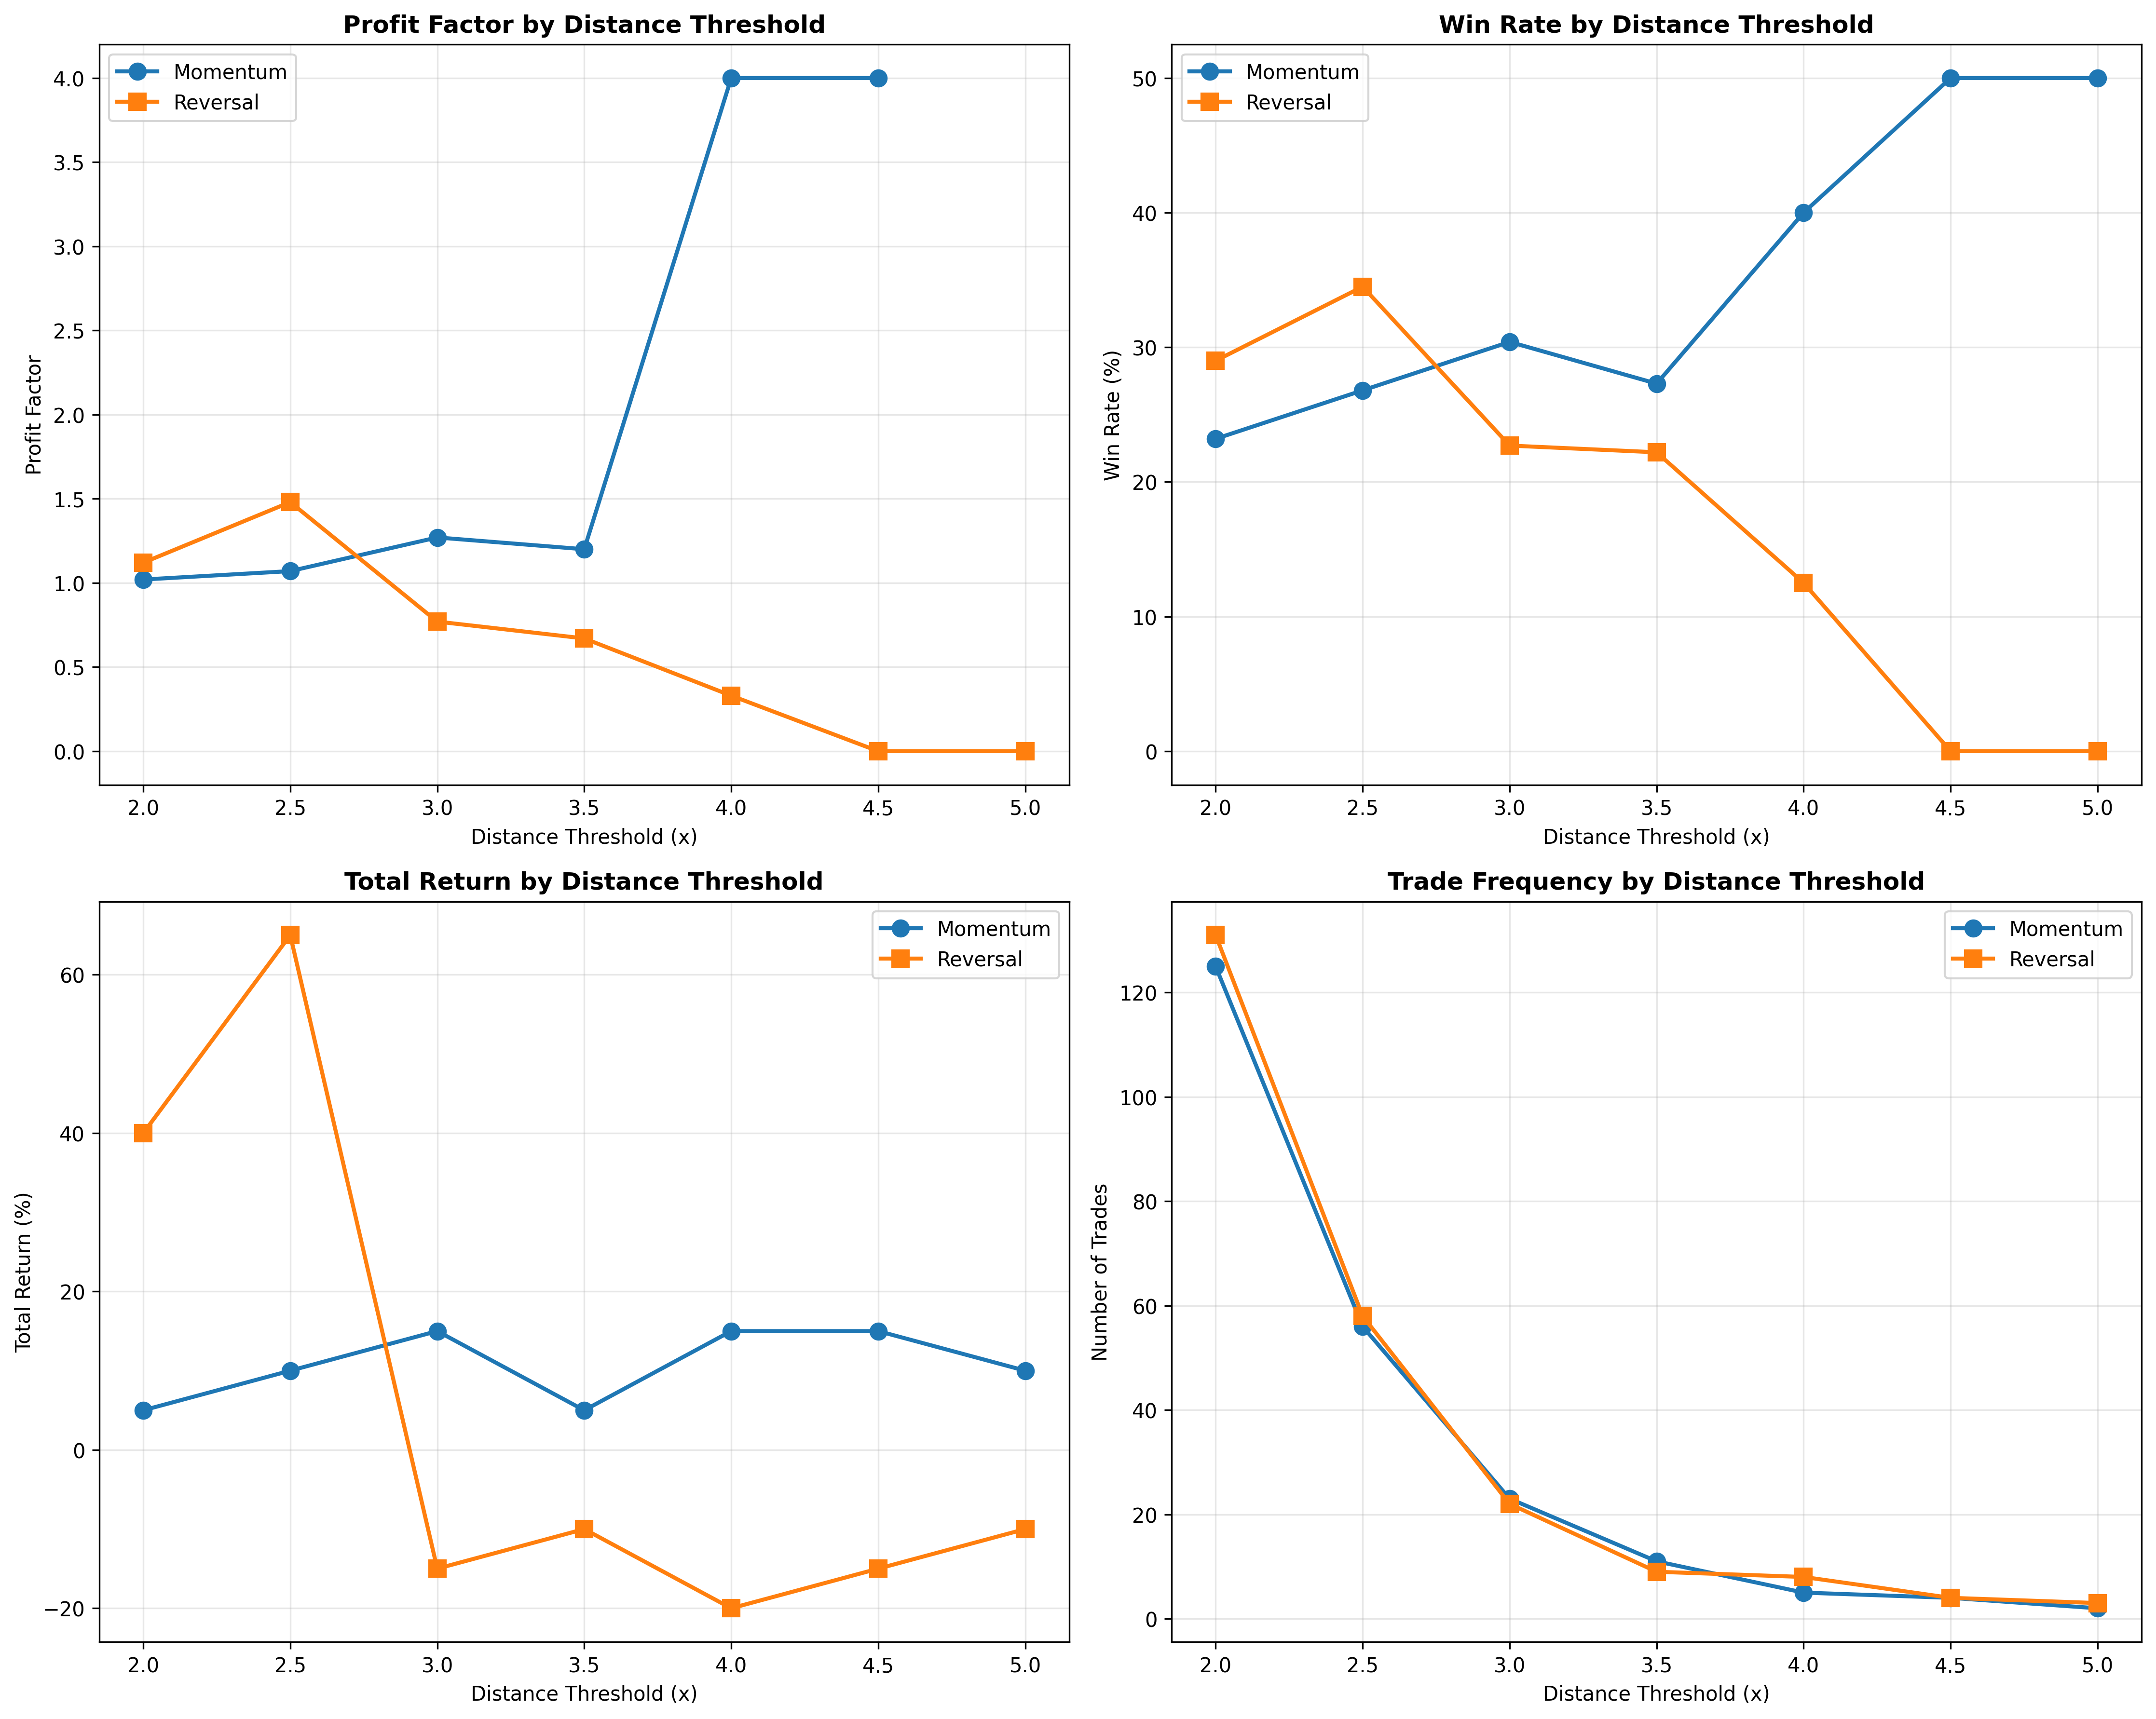 Profit Factor by Distance Threshold
Momentum
Reversal
Profit Factor
4.0
3.5
3.0
2.5
2.0
1.5
1.0
0.5
0.0
2.0 2.5 3.0 3.5 4.0 4.5 5.0
Distance Threshold (x)
Win Rate by Distance Threshold
Momentum
Reversal
Win Rate (%)
50
40
30
20
10
0
2.0 2.5 3.0 3.5 4.0 4.5 5.0
Distance Threshold (x)
Total Return by Distance Threshold
Momentum
Reversal
Total Return (%)
60
40
20
0
−20
2.0 2.5 3.0 3.5 4.0 4.5 5.0
Distance Threshold (x)
Trade Frequency by Distance Threshold
Momentum
Reversal
Number of Trades
120
100
80
60
40
20
0
2.0 2.5 3.0 3.5 4.0 4.5 5.0
Distance Threshold (x)